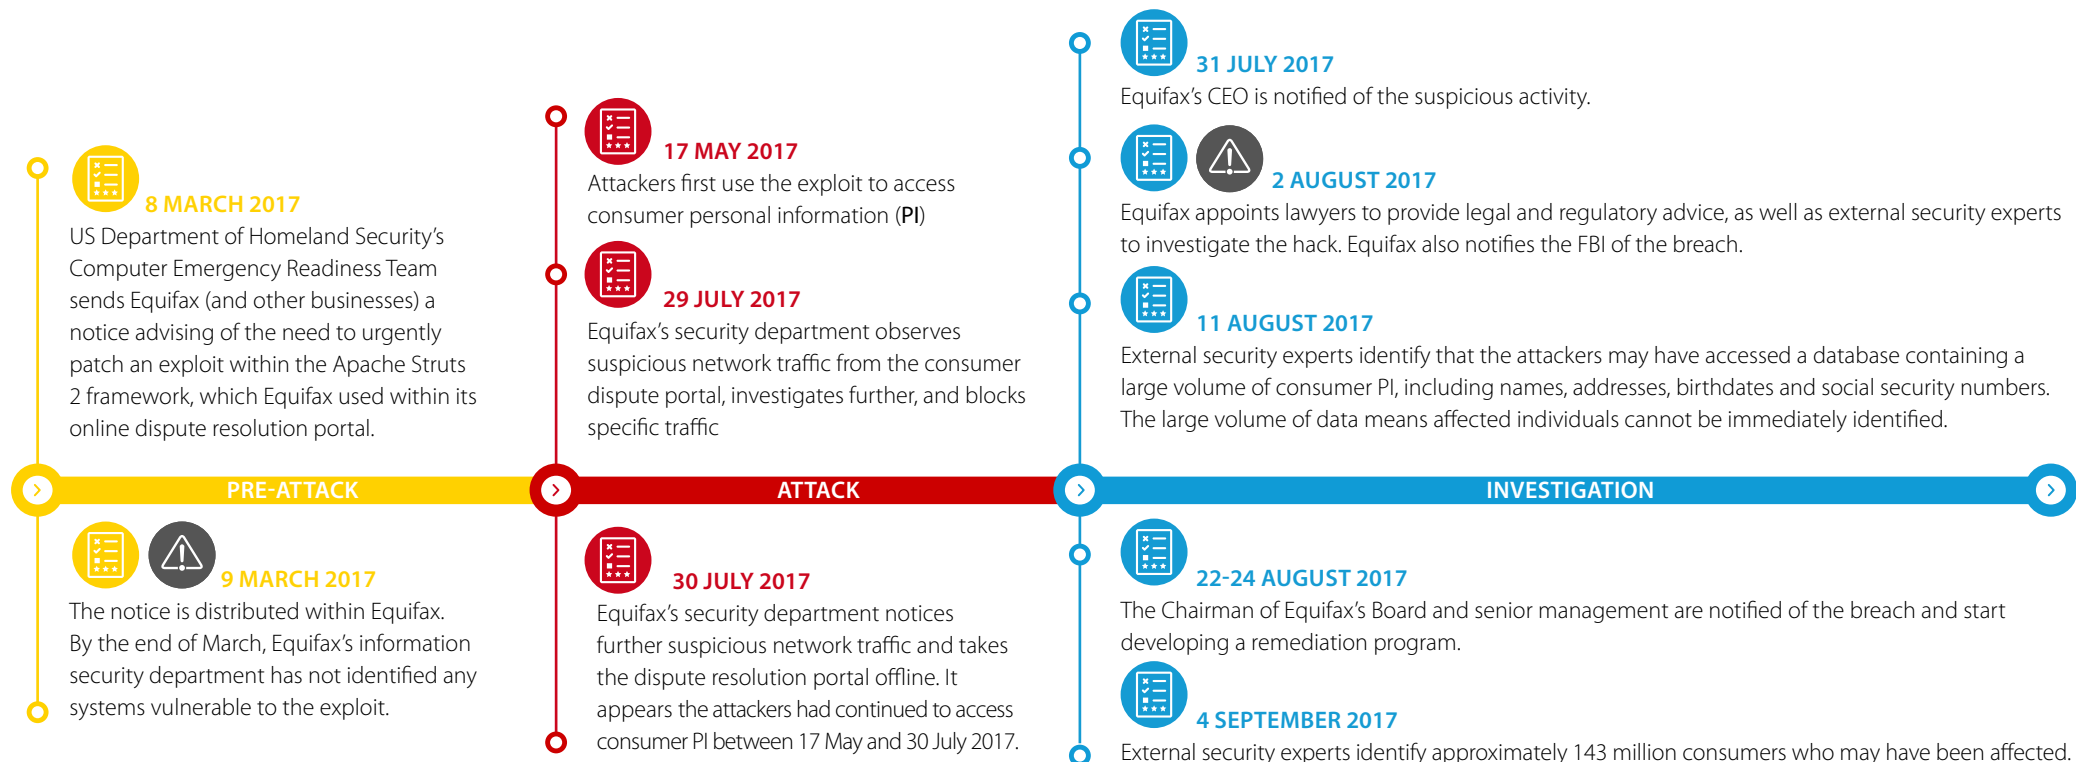 8 MARCH 2017
US Department of Homeland Security’s
Computer Emergency Readiness Team
sends Equifax (and other businesses) a
notice advising of the need to urgently
patch an exploit within the Apache Struts
2 framework, which Equifax used within its
online dispute resolution portal.
PRE-ATTACK
9 MARCH 2017
The notice is distributed within Equifax.
By the end of March, Equifax’s information
security department has not identified any
systems vulnerable to the exploit.
17 MAY 2017
Attackers first use the exploit to access
consumer personal information (PI)
29 JULY 2017
Equifax’s security department observes
suspicious network traffic from the consumer
dispute portal, investigates further, and blocks
specific traffic
ATTACK
30 JULY 2017
Equifax’s security department notices
further suspicious network traffic and takes
the dispute resolution portal offline. It
appears the attackers had continued to access
consumer PI between 17 May and 30 July 2017.
31 JULY 2017
Equifax’s CEO is notified of the suspicious activity.
2 AUGUST 2017
Equifax appoints lawyers to provide legal and regulatory advice, as well as external security experts
to investigate the hack. Equifax also notifies the FBI of the breach.
11 AUGUST 2017
External security experts identify that the attackers may have accessed a database containing a
large volume of consumer PI, including names, addresses, birthdates and social security numbers.
The large volume of data means affected individuals cannot be immediately identified.
INVESTIGATION
22-24 AUGUST 2017
The Chairman of Equifax’s Board and senior management are notified of the breach and start
developing a remediation program.
4 SEPTEMBER 2017
External security experts identify approximately 143 million consumers who may have been affected.